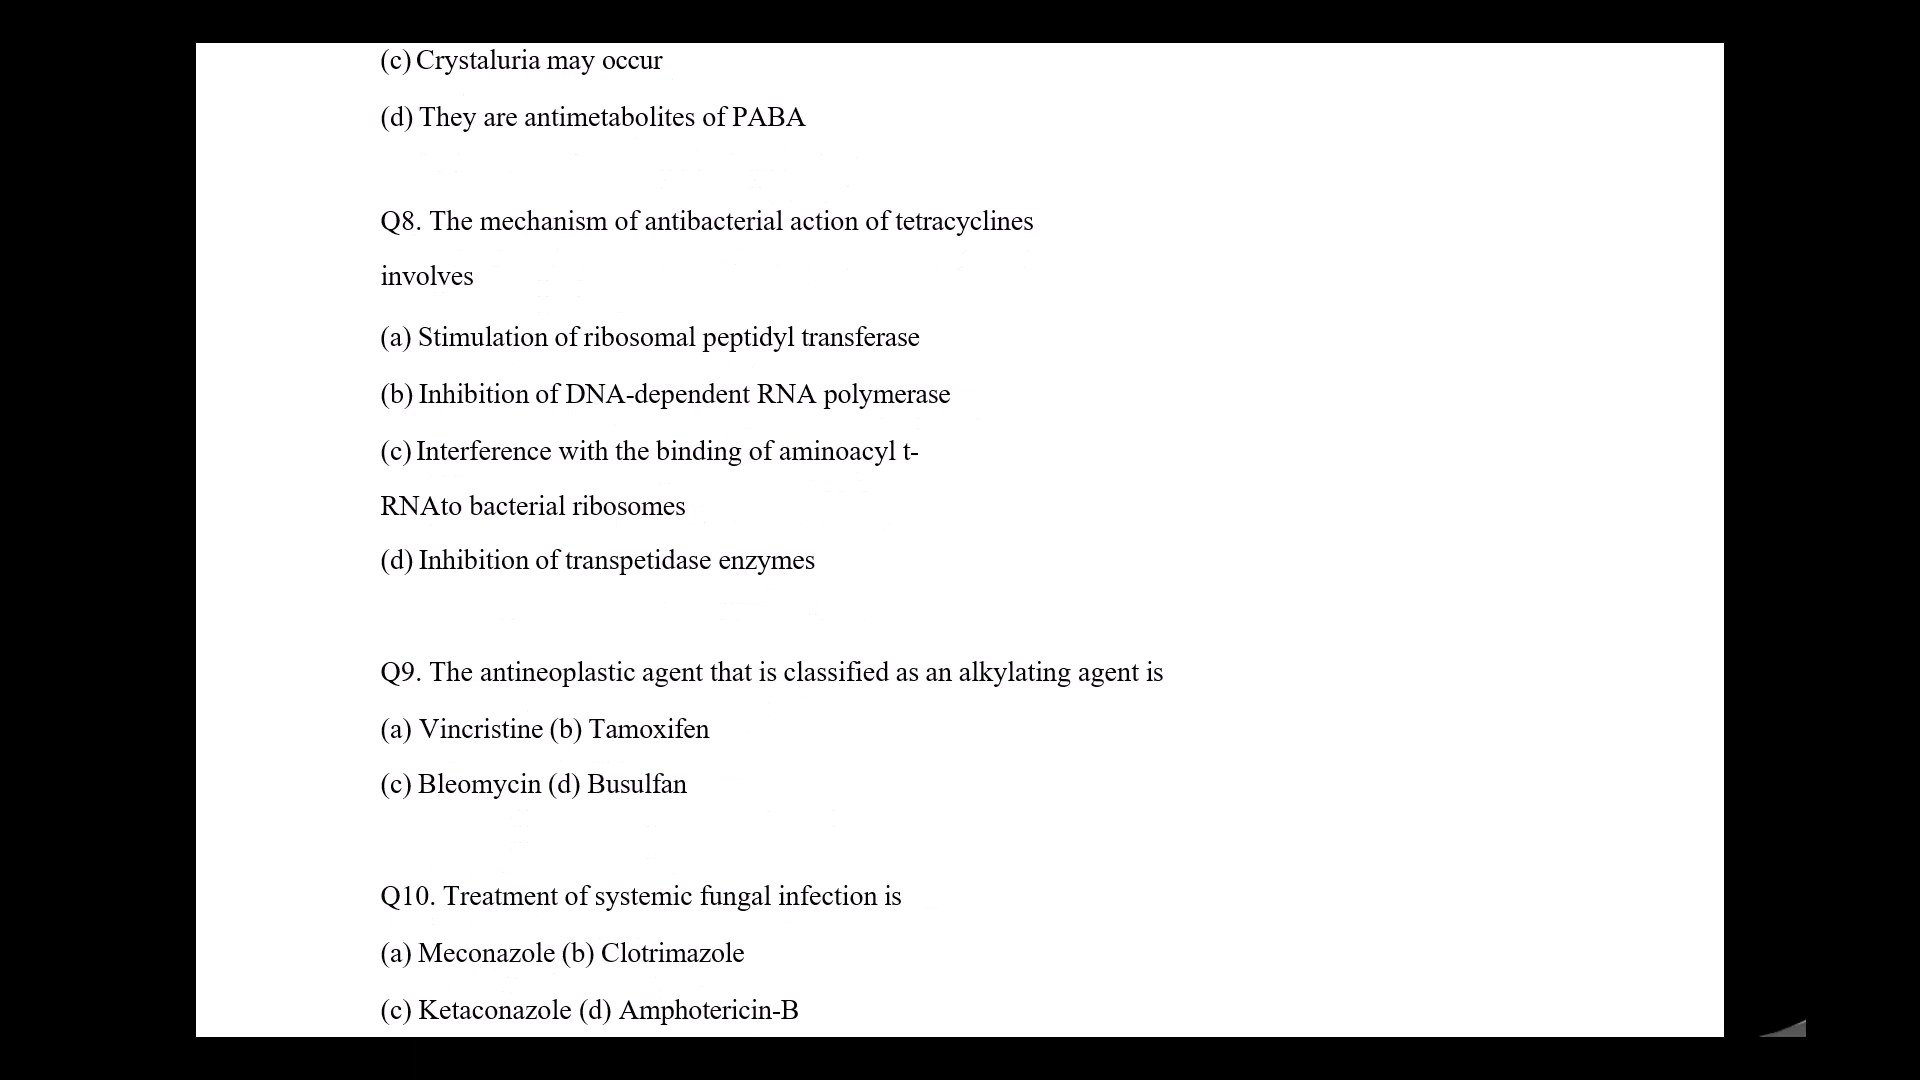 (c) Crystaluria may occur
(d) They are antimetabolites of PABA
Q8. The mechanism of antibacterial action of tetracyclines
involves
(a) Stimulation of ribosomal peptidyl transferase
(b) Inhibition of DNA-dependent RNA polymerase
(c) Interference with the binding of aminoacyl t-
RNAto bacterial ribosomes
(d) Inhibition of transpetidase enzymes
Q9. The antineoplastic agent that is classified as an alkylating agent is
(a) Vincristine (b) Tamoxifen
(c) Bleomycin (d) Busulfan
Q10. Treatment of systemic fungal infection is
(a) Meconazole (b) Clotrimazole
(c) Ketaconazole (d) Amphotericin-B